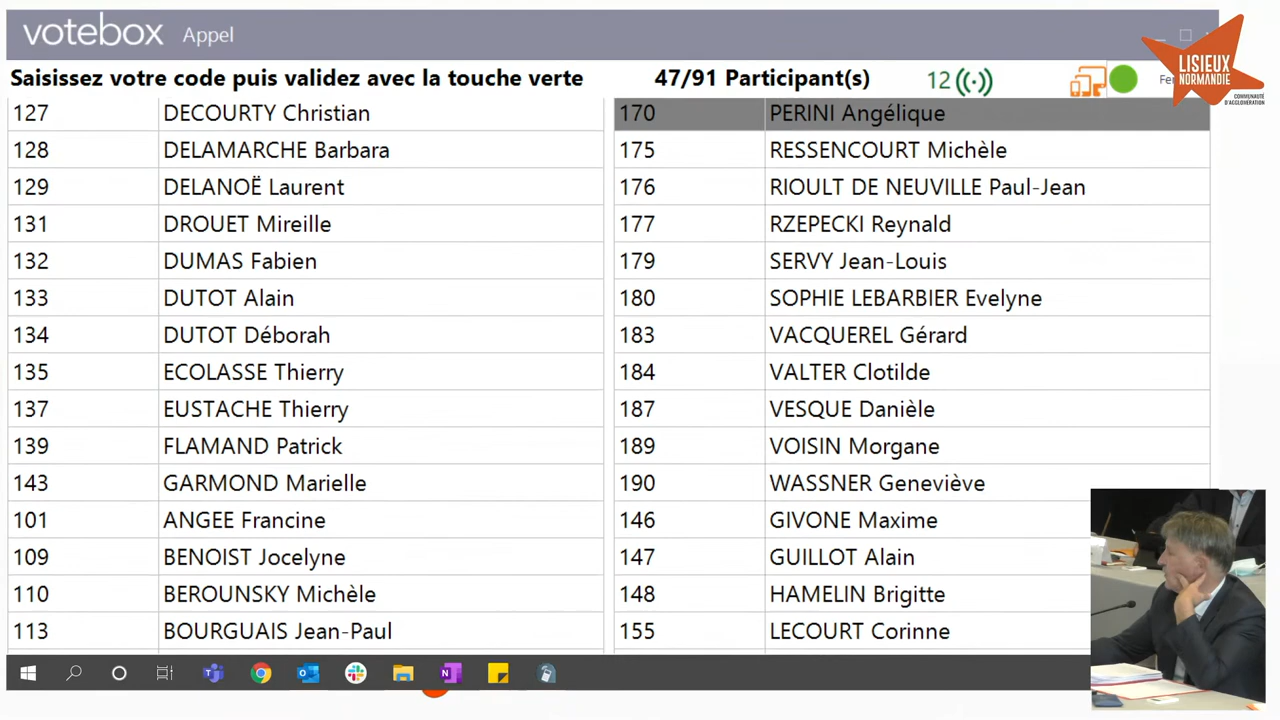 votebox Appel
Saisissez votre code puis validez avec la touche verte 47/91 Participant(s) 12
LISIEUX
NORMANDIE
COMMUNAUTÉ
D'AGGLOMÉRATION
127 DECOURTY Christian
128 DELAMARCHE Barbara
129 DELANOË Laurent
131 DROUET Mireille
132 DUMAS Fabien
133 DUTOT Alain
134 DUTOT Déborah
135 ECOLASSE Thierry
137 EUSTACHE Thierry
139 FLAMAND Patrick
143 GARMOND Marielle
101 ANGEE Francine
109 BENOIST Jocelyne
110 BEROUNSKY Michèle
113 BOURGUAIS Jean-Paul
170 PERINI Angélique
175 RESSENCOURT Michèle
176 RIOULT DE NEUVILLE Paul-Jean
177 RZEPECKI Reynald
179 SERVY Jean-Louis
180 SOPHIE LEBARBIER Evelyne
183 VACQUEREL Gérard
184 VALTER Clotilde
187 VESQUE Danièle
189 VOISIN Morgane
190 WASSNER Geneviève
146 GIVONE Maxime
147 GUILLOT Alain
148 HAMELIN Brigitte
155 LECOURT Corinne